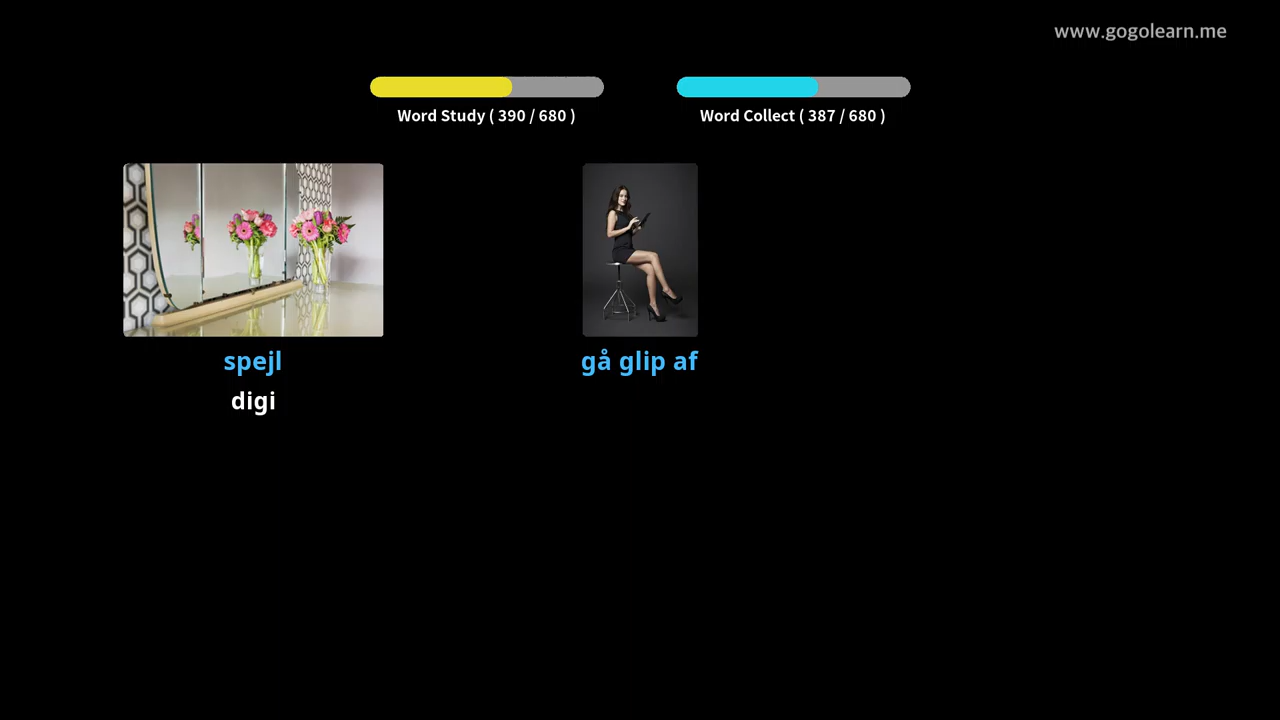 www.gogolearn.me
Word Study ( 390 / 680 )
Word Collect ( 387 / 680 )
spejl
gå glip af
digi